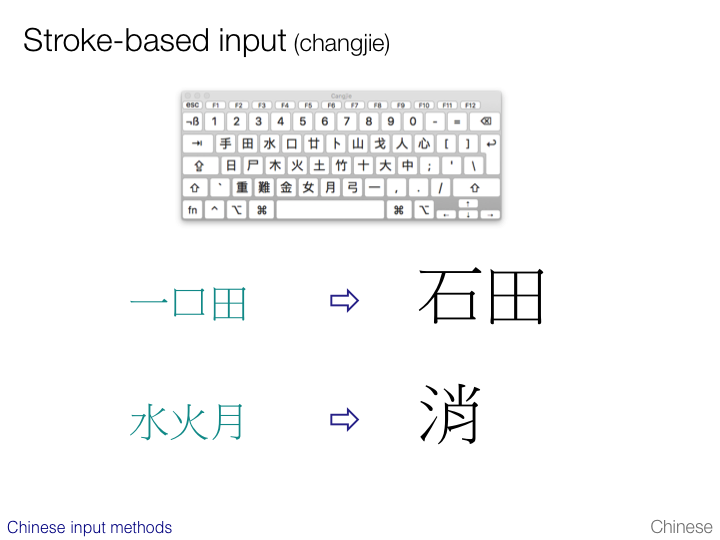 Stroke-based input (changjie)
Cangjie
esc F1 F2 F3 F4 F5 F6 F7 F8 F9 F10 F11 F12
¬ß 1 2 3 4 5 6 7 8 9 0 - = ⌫
⇥ 手 田 水 口 廿 卜 山 戈 人 心 [ ] ↩
⇪ 日 尸 木 火 土 竹 十 大 中 ; ' \
⇧ ` 重 難 金 女 月 弓 一 , . / ⇧
fn ^ ⌥ ⌘ ⌘ ⌥ ← ↑ ↓ →
一口田 ⇨ 石田
水火月 ⇨ 消
Chinese input methods
Chinese